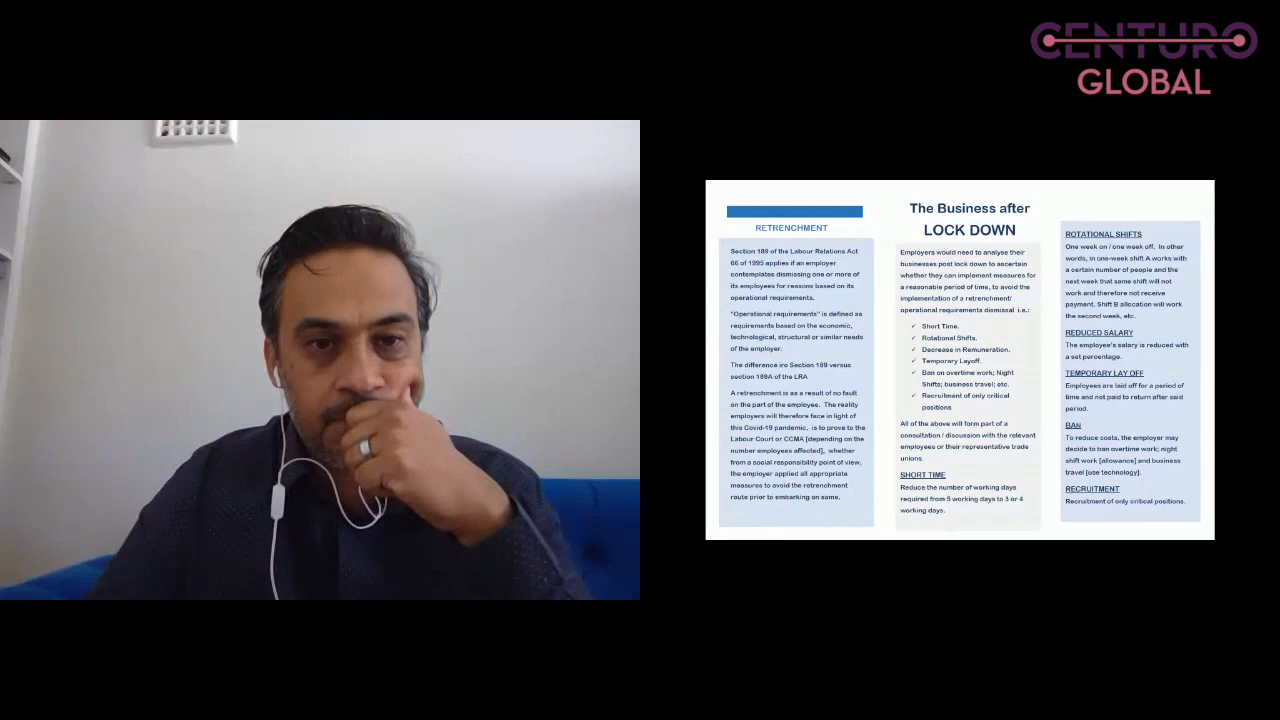 CENTURO
GLOBAL
RETRENCHMENT
Section 189 of the Labour Relations Act
66 of 1995 applies if an employer
contemplates dismissing one or more of
its employees for reasons based on its
operational requirements.
"Operational requirements" is defined as
requirements based on the economic,
technological, structural or similar needs
of the employer.
The difference iro Section 189 versus
section 189A of the LRA
A retrenchment is as a result of no fault
on the part of the employee. The reality
employers will therefore face in light of
this Covid-19 pandemic, is to prove to the
Labour Court or CCMA [depending on the
number employees affected], whether
from a social responsibility point of view,
the employer applied all appropriate
measures to avoid the retrenchment
route prior to embarking on same.
The Business after
LOCK DOWN
Employers would need to analyse their
businesses post lock down to ascertain
whether they can implement measures for
a reasonable period of time, to avoid the
implementation of a retrenchment/
operational requirements dismissal i.e.:
✓ Short Time.
✓ Rotational Shifts.
✓ Decrease in Remuneration.
✓ Temporary Layoff.
✓ Ban on overtime work; Night
Shifts; business travel; etc.
✓ Recruitment of only critical
positions
All of the above will form part of a
consultation / discussion with the relevant
employees or their representative trade
unions.
SHORT TIME
Reduce the number of working days
required from 5 working days to 3 or 4
working days.
ROTATIONAL SHIFTS
One week on / one week off. In other
words, in one-week shift A works with
a certain number of people and the
next week that same shift will not
work and therefore not receive
payment. Shift B allocation will work
the second week, etc.
REDUCED SALARY
The employee's salary is reduced with
a set percentage.
TEMPORARY LAY OFF
Employees are laid off for a period of
time and not paid to return after said
period.
BAN
To reduce costs, the employer may
decide to ban overtime work; night
shift work [allowance] and business
travel [use technology].
RECRUITMENT
Recruitment of only critical positions.